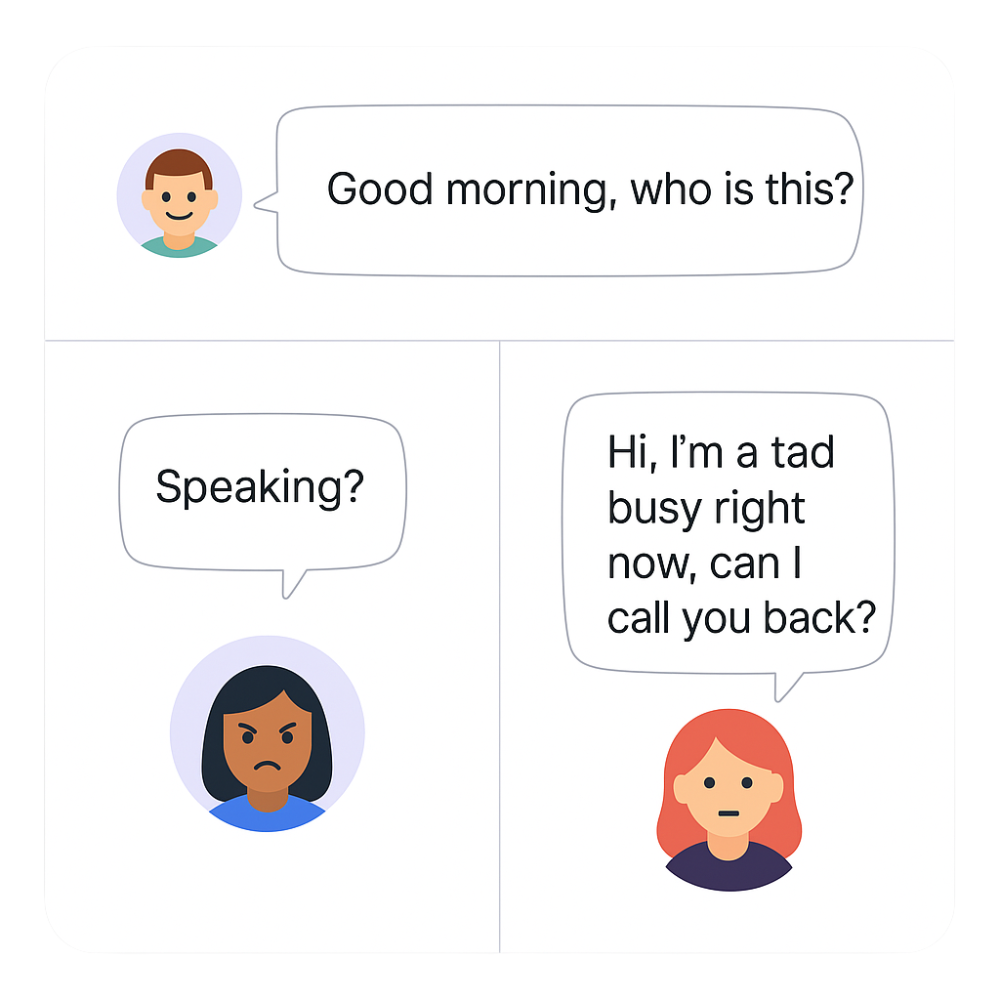 Good morning, who is this?
Speaking?
Hi, I’m a tad
busy right
now, can I
call you back?